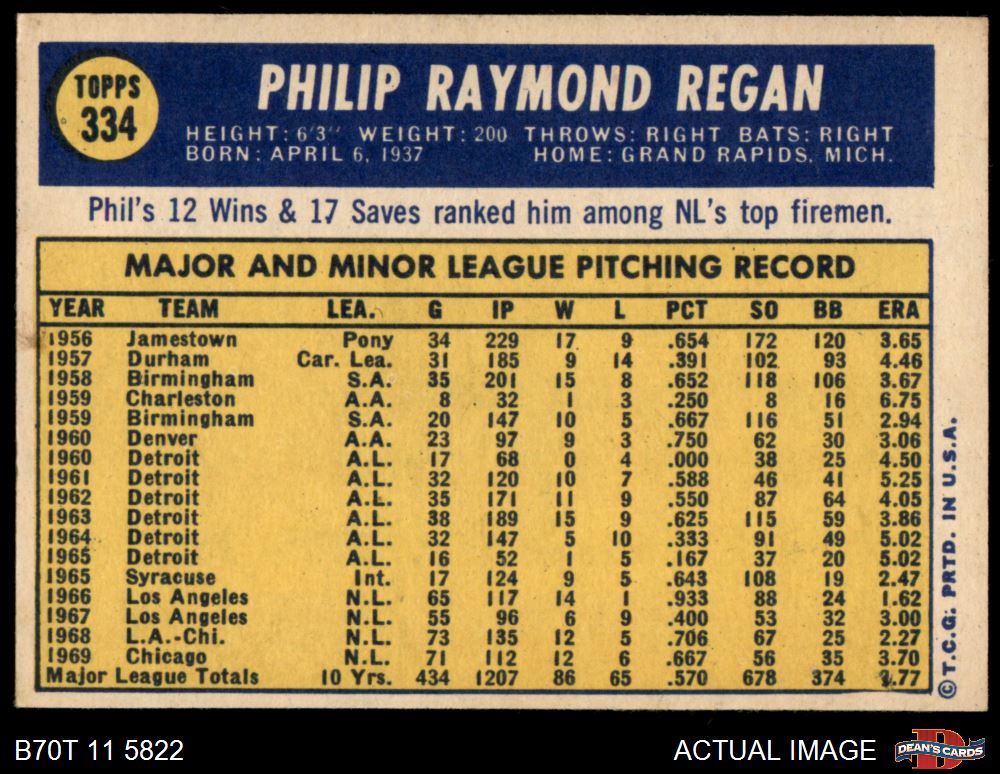 TOPPS
334
PHILIP RAYMOND REGAN
HEIGHT: 6'3" WEIGHT: 200 THROWS: RIGHT BATS: RIGHT
BORN: APRIL 6, 1937 HOME: GRAND RAPIDS, MICH.
Phil's 12 Wins & 17 Saves ranked him among NL's top firemen.
MAJOR AND MINOR LEAGUE PITCHING RECORD
YEAR TEAM LEA. G IP W L PCT SO BB ERA
1956 Jamestown Pony 34 229 17 9 .654 172 120 3.65
1957 Durham Car. Lea. 31 185 9 14 .391 102 93 4.46
1958 Birmingham S.A. 35 201 15 8 .652 118 106 3.67
1959 Charleston A.A. 8 32 1 3 .250 8 16 6.75
1959 Birmingham S.A. 20 147 10 5 .667 116 51 2.94
1960 Denver A.A. 23 97 9 3 .750 62 30 3.06
1960 Detroit A.L. 17 68 0 4 .000 38 25 4.50
1961 Detroit A.L. 32 120 10 7 .588 46 41 5.25
1962 Detroit A.L. 35 171 11 9 .550 87 64 4.05
1963 Detroit A.L. 38 189 15 9 .625 115 59 3.86
1964 Detroit A.L. 32 147 5 10 .333 91 49 5.02
1965 Detroit A.L. 16 52 1 5 .167 37 20 5.02
1965 Syracuse Int. 17 124 9 5 .643 108 19 2.47
1966 Los Angeles N.L. 65 117 14 1 .933 88 24 1.62
1967 Los Angeles N.L. 55 96 6 9 .400 53 32 3.00
1968 L.A.-Chi. N.L. 73 135 12 5 .706 67 25 2.27
1969 Chicago N.L. 71 112 12 6 .667 56 35 3.70
Major League Totals 10 Yrs. 434 1207 86 65 .570 678 374 3.77
©T.C.G. PRTD. IN U.S.A.
B70T 11 5822
ACTUAL IMAGE
DEAN'S CARDS